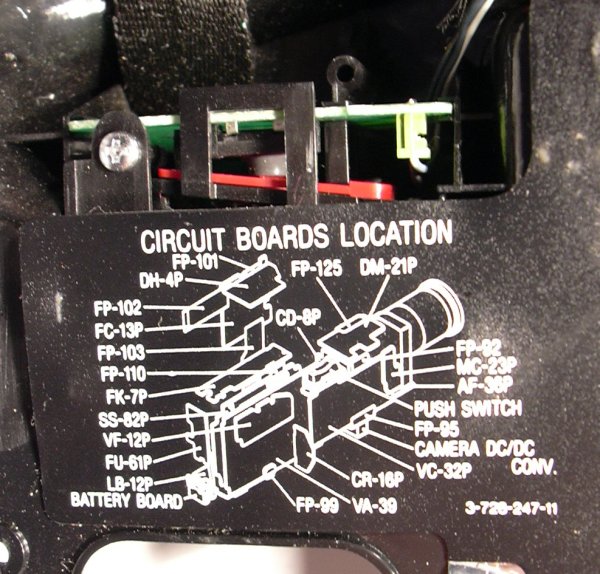 CIRCUIT BOARDS LOCATION
FP-101
DH-4P
FP-125
DM-21P
FP-102
CD-8P
FC-13P
FP-103
FP-92
MC-23P
FP-110
AF-36P
FK-7P
PUSH SWITCH
SS-82P
FP-95
VF-12P
CAMERA DC/DC CONV.
FU-61P
VC-32P
LB-12P
CR-16P
BATTERY BOARD
FP-99
VA-39
3-726-247-11